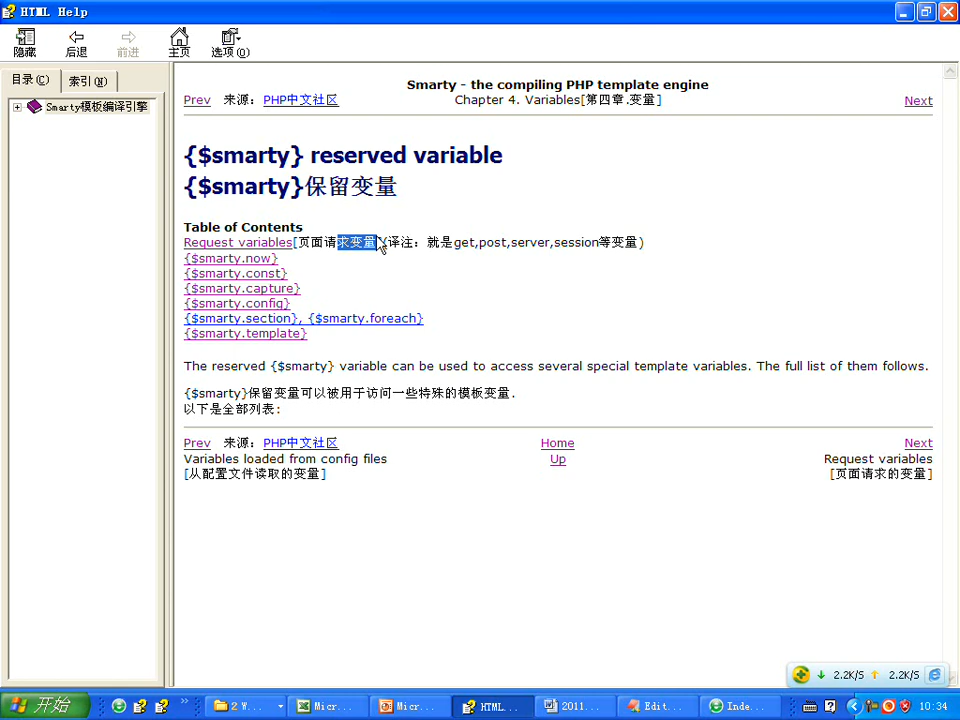 HTML Help
隐藏 后退 前进 主页 选项(O)
目录(C) 索引(N)
Smarty模板编译引擎
Smarty - the compiling PHP template engine
Prev 来源: PHP中文社区 Chapter 4. Variables[第四章.变量] Next
{$smarty} reserved variable
{$smarty}保留变量
Table of Contents
Request variables[页面请求变量](译注：就是get,post,server,session等变量)
{$smarty.now}
{$smarty.const}
{$smarty.capture}
{$smarty.config}
{$smarty.section}, {$smarty.foreach}
{$smarty.template}
The reserved {$smarty} variable can be used to access several special template variables. The full list of them follows.
{$smarty}保留变量可以被用于访问一些特殊的模板变量.
以下是全部列表:
Prev 来源: PHP中文社区 Home Next
Variables loaded from config files Up Request variables
[从配置文件读取的变量] [页面请求的变量]
2.2K/S 2.2K/S
开始 2 W... Micr... Micr... HTML... 2011... Edit... Inde... 10:34